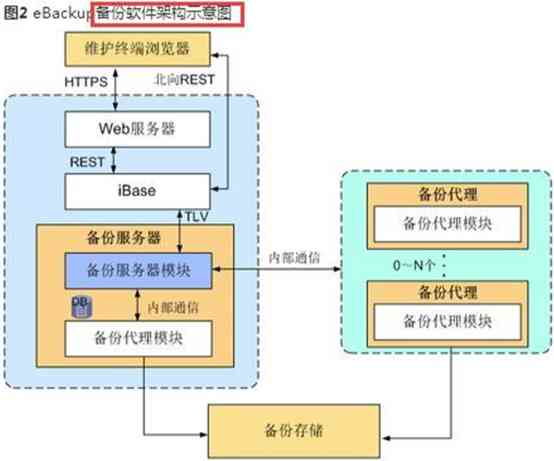 图2 eBackup备份软件架构示意图
维护终端浏览器
HTTPS
北向REST
Web服务器
REST
iBase
TLV
备份服务器
备份服务器模块
DB
内部通信
备份代理模块
内部通信
备份代理
备份代理模块
0～N个
备份代理
备份代理模块
备份存储